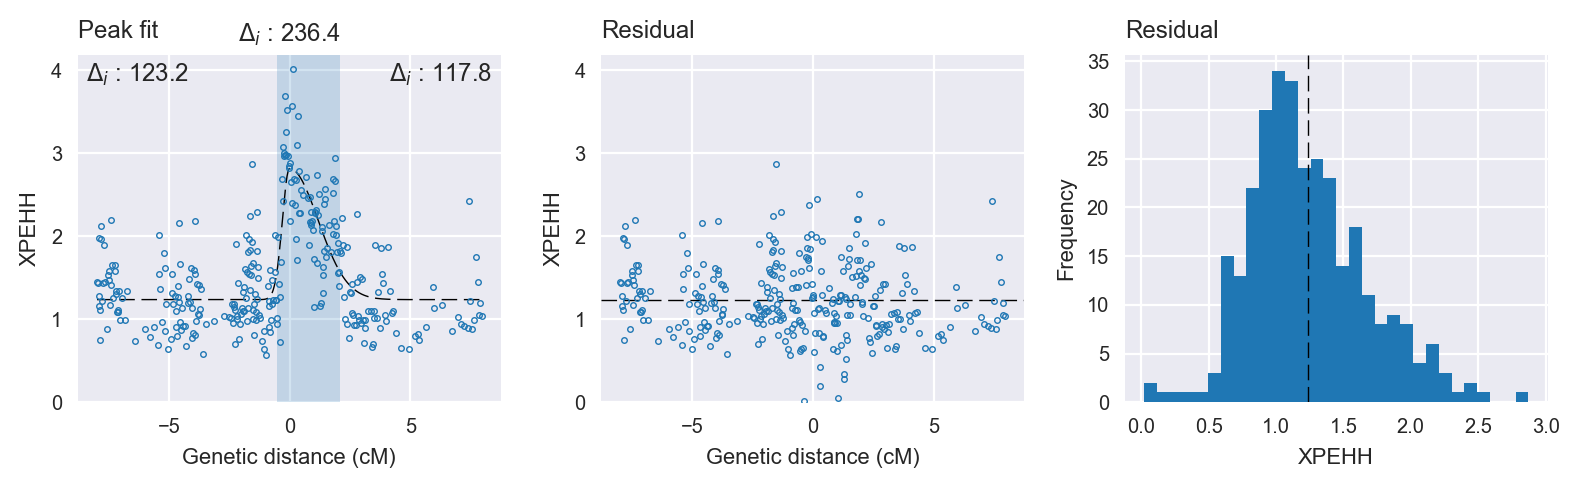 Peak fit
Δi : 236.4
Δi : 123.2
Δi : 117.8
XPEHH
4
3
2
1
0
−5
0
5
Genetic distance (cM)
Residual
XPEHH
4
3
2
1
0
−5
0
5
Genetic distance (cM)
Residual
Frequency
35
30
25
20
15
10
5
0
0.0
0.5
1.0
1.5
2.0
2.5
3.0
XPEHH